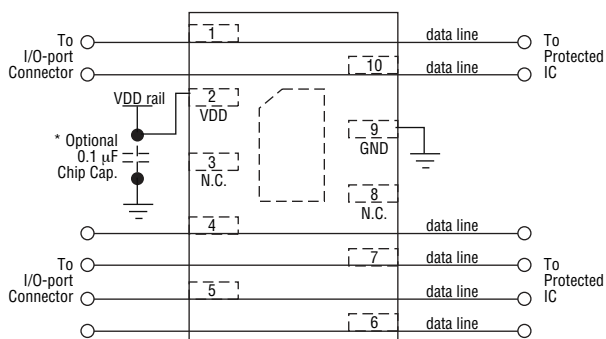 To
I/O-port
Connector
1
data line
To
Protected
IC
10
data line
VDD rail
2
VDD
* Optional
0.1 μF
Chip Cap.
9
GND
3
N.C.
8
N.C.
4
data line
To
I/O-port
Connector
7
data line
To
Protected
IC
5
data line
6
data line